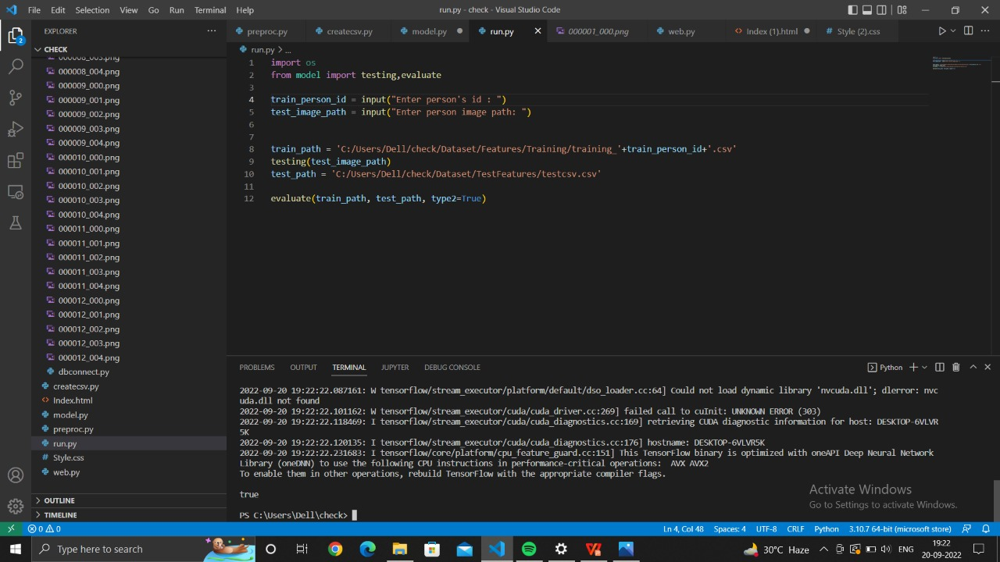 File Edit Selection View Go Run Terminal Help
run.py - check - Visual Studio Code
EXPLORER
preproc.py
createcsv.py
model.py
run.py
000001_000.png
web.py
Index (1).html
Style (2).css
2
CHECK
000008_003.png
000008_004.png
000009_000.png
000009_001.png
000009_002.png
000009_003.png
000009_004.png
000010_000.png
000010_001.png
000010_002.png
000010_003.png
000010_004.png
000011_000.png
000011_001.png
000011_002.png
000011_003.png
000011_004.png
000012_000.png
000012_001.png
000012_002.png
000012_003.png
000012_004.png
dbconnect.py
createcsv.py
Index.html
model.py
preproc.py
run.py
Style.css
web.py
OUTLINE
TIMELINE
run.py > ...
1 import os
2 from model import testing,evaluate
3
4 train_person_id = input("Enter person's id : ")
5 test_image_path = input("Enter person image path: ")
6
7
8 train_path = 'C:/Users/Dell/check/Dataset/Features/Training/training_'+train_person_id+'.csv'
9 testing(test_image_path)
10 test_path = 'C:/Users/Dell/check/Dataset/TestFeatures/testcsv.csv'
11
12 evaluate(train_path, test_path, type2=True)
PROBLEMS OUTPUT TERMINAL JUPYTER DEBUG CONSOLE
Python
2022-09-20 19:22:22.087161: W tensorflow/stream_executor/platform/default/dso_loader.cc:64] Could not load dynamic library 'nvcuda.dll'; dlerror: nvc
uda.dll not found
2022-09-20 19:22:22.101162: W tensorflow/stream_executor/cuda/cuda_driver.cc:269] failed call to cuInit: UNKNOWN ERROR (303)
2022-09-20 19:22:22.118469: I tensorflow/stream_executor/cuda/cuda_diagnostics.cc:169] retrieving CUDA diagnostic information for host: DESKTOP-6VLVR
5K
2022-09-20 19:22:22.120135: I tensorflow/stream_executor/cuda/cuda_diagnostics.cc:176] hostname: DESKTOP-6VLVR5K
2022-09-20 19:22:22.231683: I tensorflow/core/platform/cpu_feature_guard.cc:151] This TensorFlow binary is optimized with oneAPI Deep Neural Network
Library (oneDNN) to use the following CPU instructions in performance-critical operations:  AVX AVX2
To enable them in other operations, rebuild TensorFlow with the appropriate compiler flags.
true
PS C:\Users\Dell\check>
Activate Windows
Go to Settings to activate Windows.
0 0
Ln 4, Col 48 Spaces: 4 UTF-8 CRLF Python 3.10.7 64-bit (microsoft store)
Type here to search
30°C Haze
ENG
19:22
20-09-2022